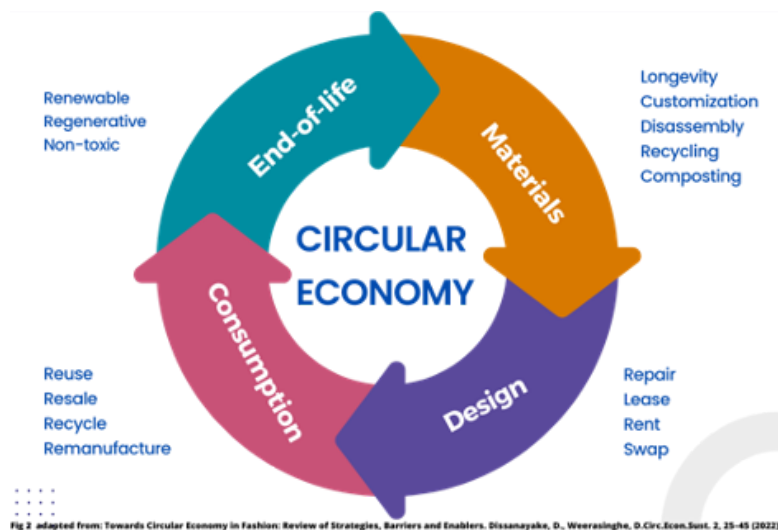 Renewable
Regenerative
Non-toxic
End-of-life
Materials
Longevity
Customization
Disassembly
Recycling
Composting
CIRCULAR
ECONOMY
Consumption
Design
Reuse
Resale
Recycle
Remanufacture
Repair
Lease
Rent
Swap
Fig 2 adapted from: Towards Circular Economy in Fashion: Review of Strategies, Barriers and Enablers. Dissanayake, D., Weerasinghe, D.Circ.Econ.Sust. 2, 25-45 (2022)